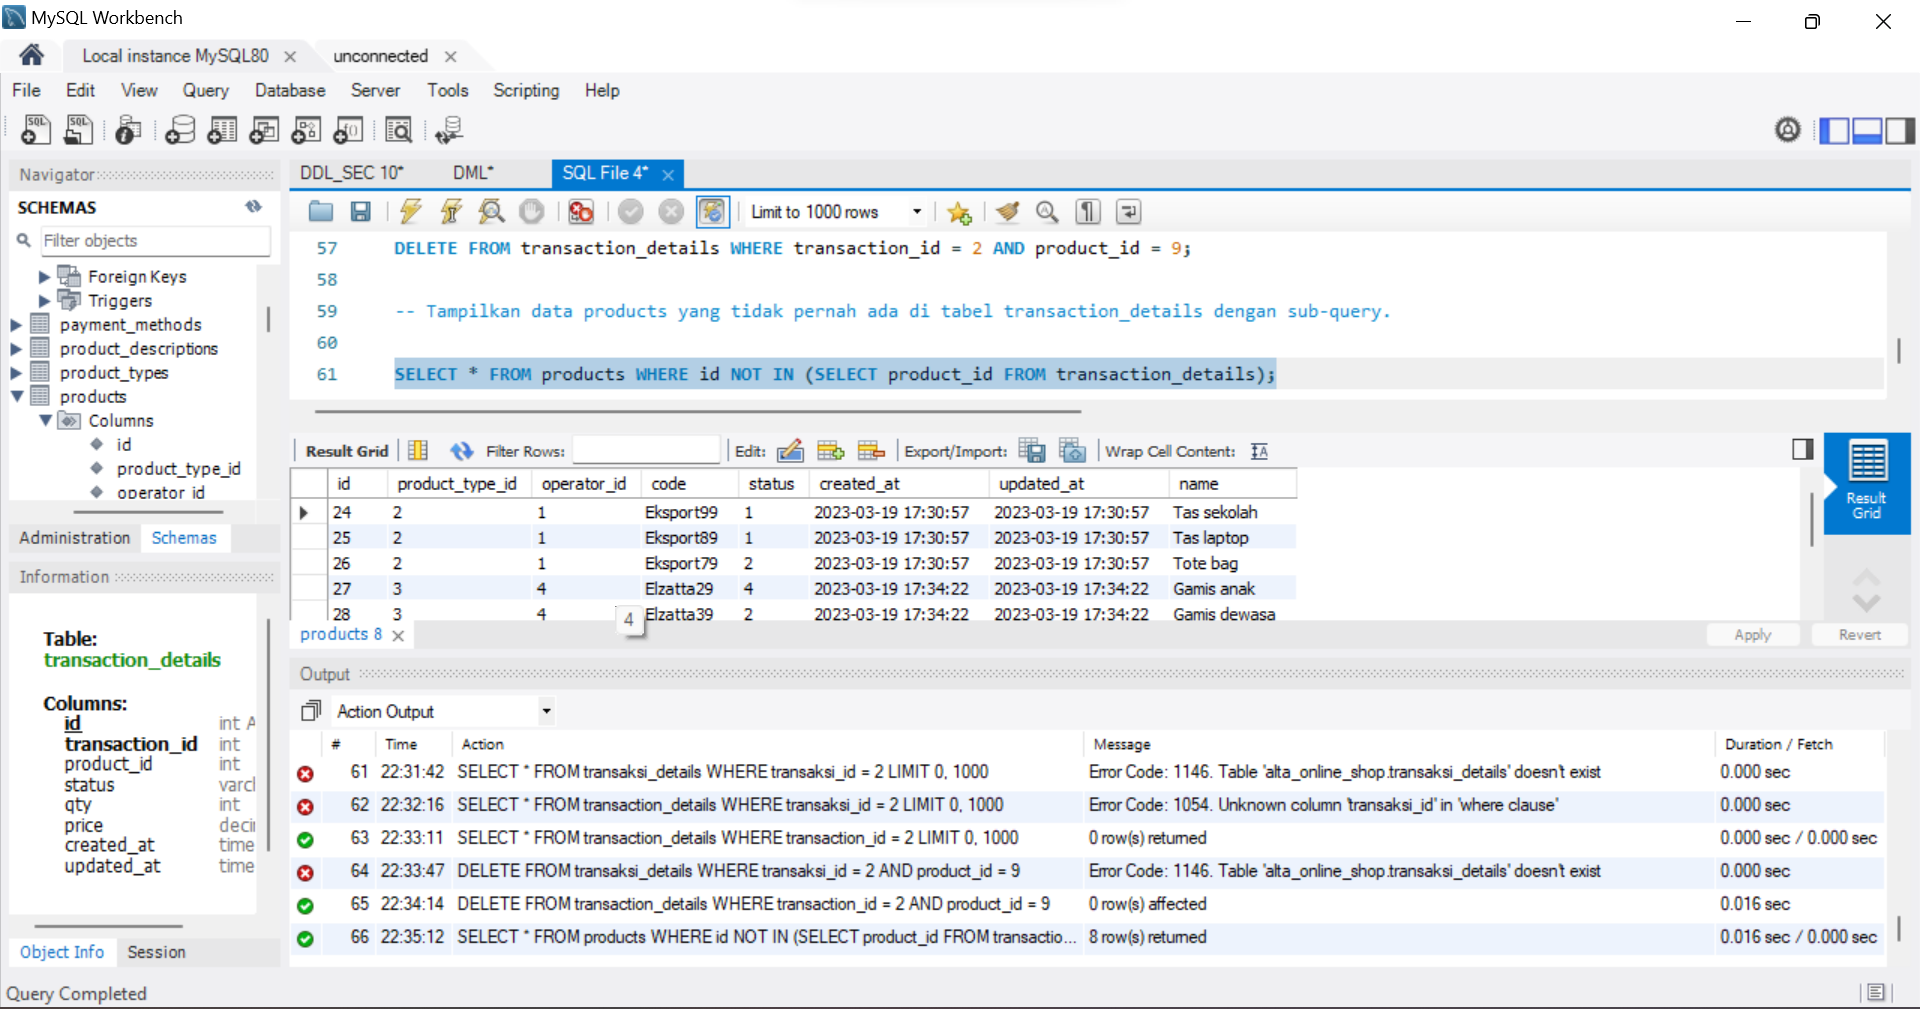 MySQL Workbench
Local instance MySQL80
unconnected
File Edit View Query Database Server Tools Scripting Help
Navigator
SCHEMAS
Filter objects
Foreign Keys
Triggers
payment_methods
product_descriptions
product_types
products
Columns
id
product_type_id
operator_id
Administration Schemas
Information
Table:
transaction_details
Columns:
id int A
transaction_id int
product_id int
status varcl
qty int
price deci
created_at time
updated_at time
Object Info Session
DDL_SEC 10* DML* SQL File 4*
Limit to 1000 rows
57 DELETE FROM transaction_details WHERE transaction_id = 2 AND product_id = 9;
58
59 -- Tampilkan data products yang tidak pernah ada di tabel transaction_details dengan sub-query.
60
61 SELECT * FROM products WHERE id NOT IN (SELECT product_id FROM transaction_details);
Result Grid Filter Rows: Edit: Export/Import: Wrap Cell Content:
id product_type_id operator_id code status created_at updated_at name
24 2 1 Eksport99 1 2023-03-19 17:30:57 2023-03-19 17:30:57 Tas sekolah
25 2 1 Eksport89 1 2023-03-19 17:30:57 2023-03-19 17:30:57 Tas laptop
26 2 1 Eksport79 2 2023-03-19 17:30:57 2023-03-19 17:30:57 Tote bag
27 3 4 Elzatta29 4 2023-03-19 17:34:22 2023-03-19 17:34:22 Gamis anak
28 3 4 Elzatta39 2 2023-03-19 17:34:22 2023-03-19 17:34:22 Gamis dewasa
4
Result
Grid
products 8
Apply Revert
Output
Action Output
# Time Action Message Duration / Fetch
61 22:31:42 SELECT * FROM transaksi_details WHERE transaksi_id = 2 LIMIT 0, 1000 Error Code: 1146. Table 'alta_online_shop.transaksi_details' doesn't exist 0.000 sec
62 22:32:16 SELECT * FROM transaction_details WHERE transaksi_id = 2 LIMIT 0, 1000 Error Code: 1054. Unknown column 'transaksi_id' in 'where clause' 0.000 sec
63 22:33:11 SELECT * FROM transaction_details WHERE transaction_id = 2 LIMIT 0, 1000 0 row(s) returned 0.000 sec / 0.000 sec
64 22:33:47 DELETE FROM transaksi_details WHERE transaksi_id = 2 AND product_id = 9 Error Code: 1146. Table 'alta_online_shop.transaksi_details' doesn't exist 0.000 sec
65 22:34:14 DELETE FROM transaction_details WHERE transaction_id = 2 AND product_id = 9 0 row(s) affected 0.016 sec
66 22:35:12 SELECT * FROM products WHERE id NOT IN (SELECT product_id FROM transactio... 8 row(s) returned 0.016 sec / 0.000 sec
Query Completed